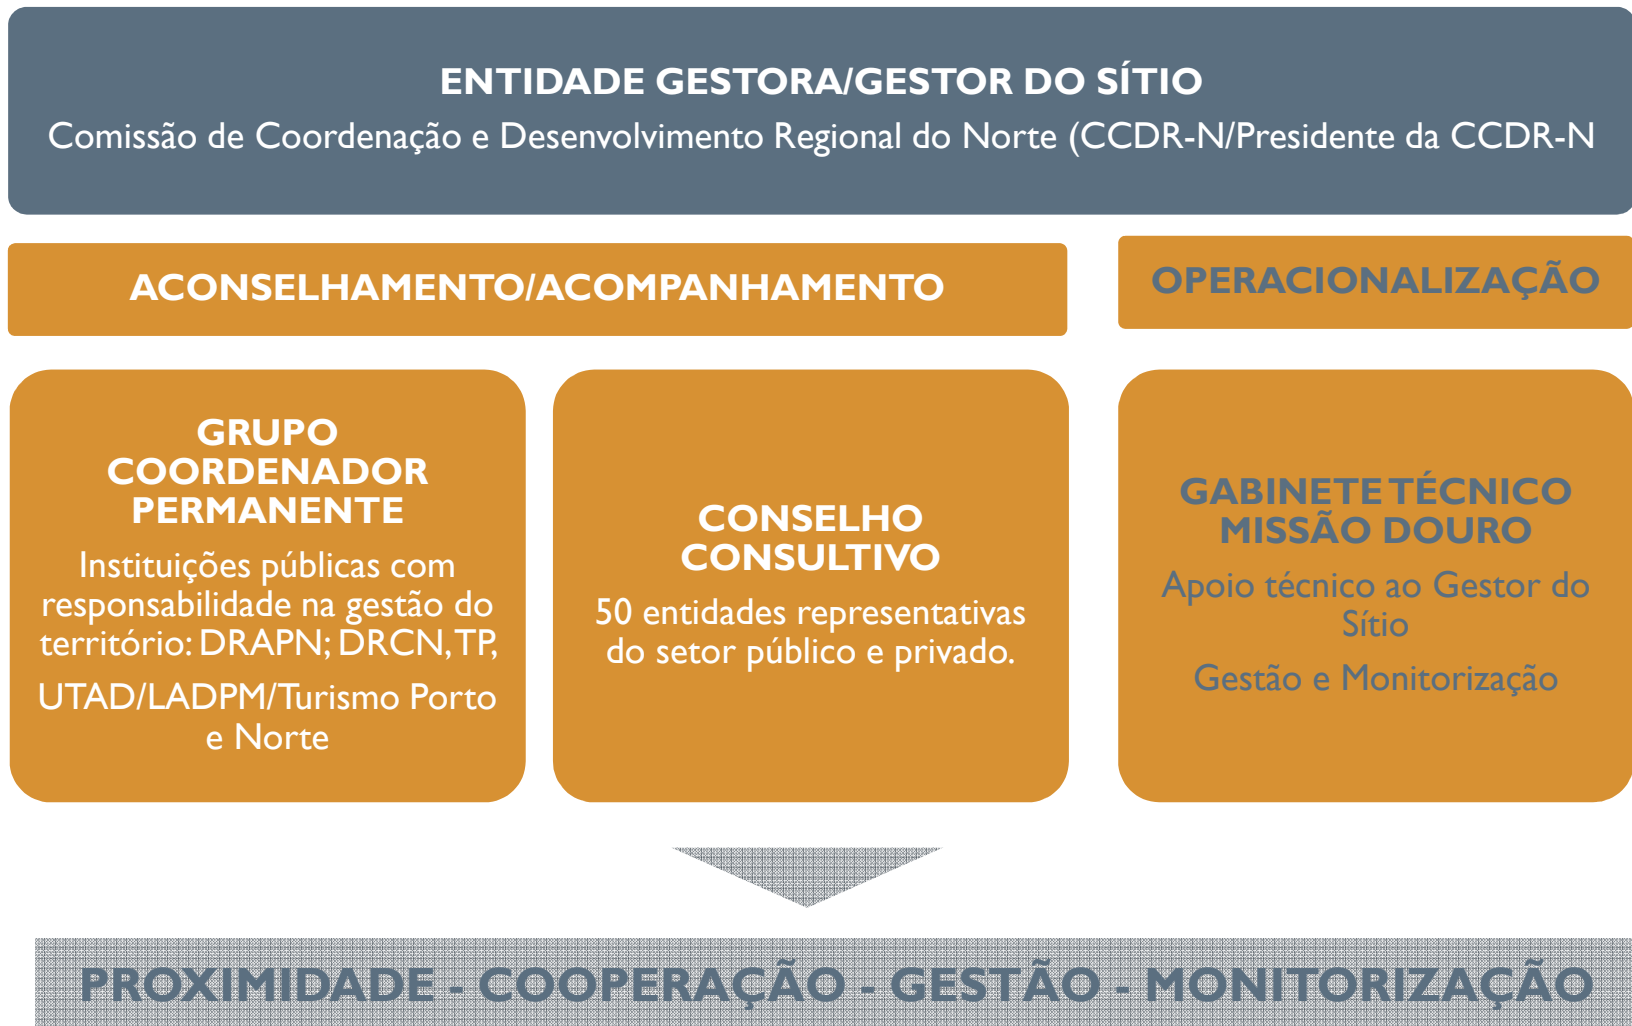 ENTIDADE GESTORA/GESTOR DO SÍTIO
Comissão de Coordenação e Desenvolvimento Regional do Norte (CCDR-N/Presidente da CCDR-N
ACONSELHAMENTO/ACOMPANHAMENTO
OPERACIONALIZAÇÃO
GRUPO
COORDENADOR
PERMANENTE
Instituições públicas com
responsabilidade na gestão do
território: DRAPN; DRCN, TP,
UTAD/LADPM/Turismo Porto
e Norte
CONSELHO
CONSULTIVO
50 entidades representativas
do setor público e privado.
GABINETE TÉCNICO
MISSÃO DOURO
Apoio técnico ao Gestor do
Sítio
Gestão e Monitorização
PROXIMIDADE - COOPERAÇÃO - GESTÃO - MONITORIZAÇÃO